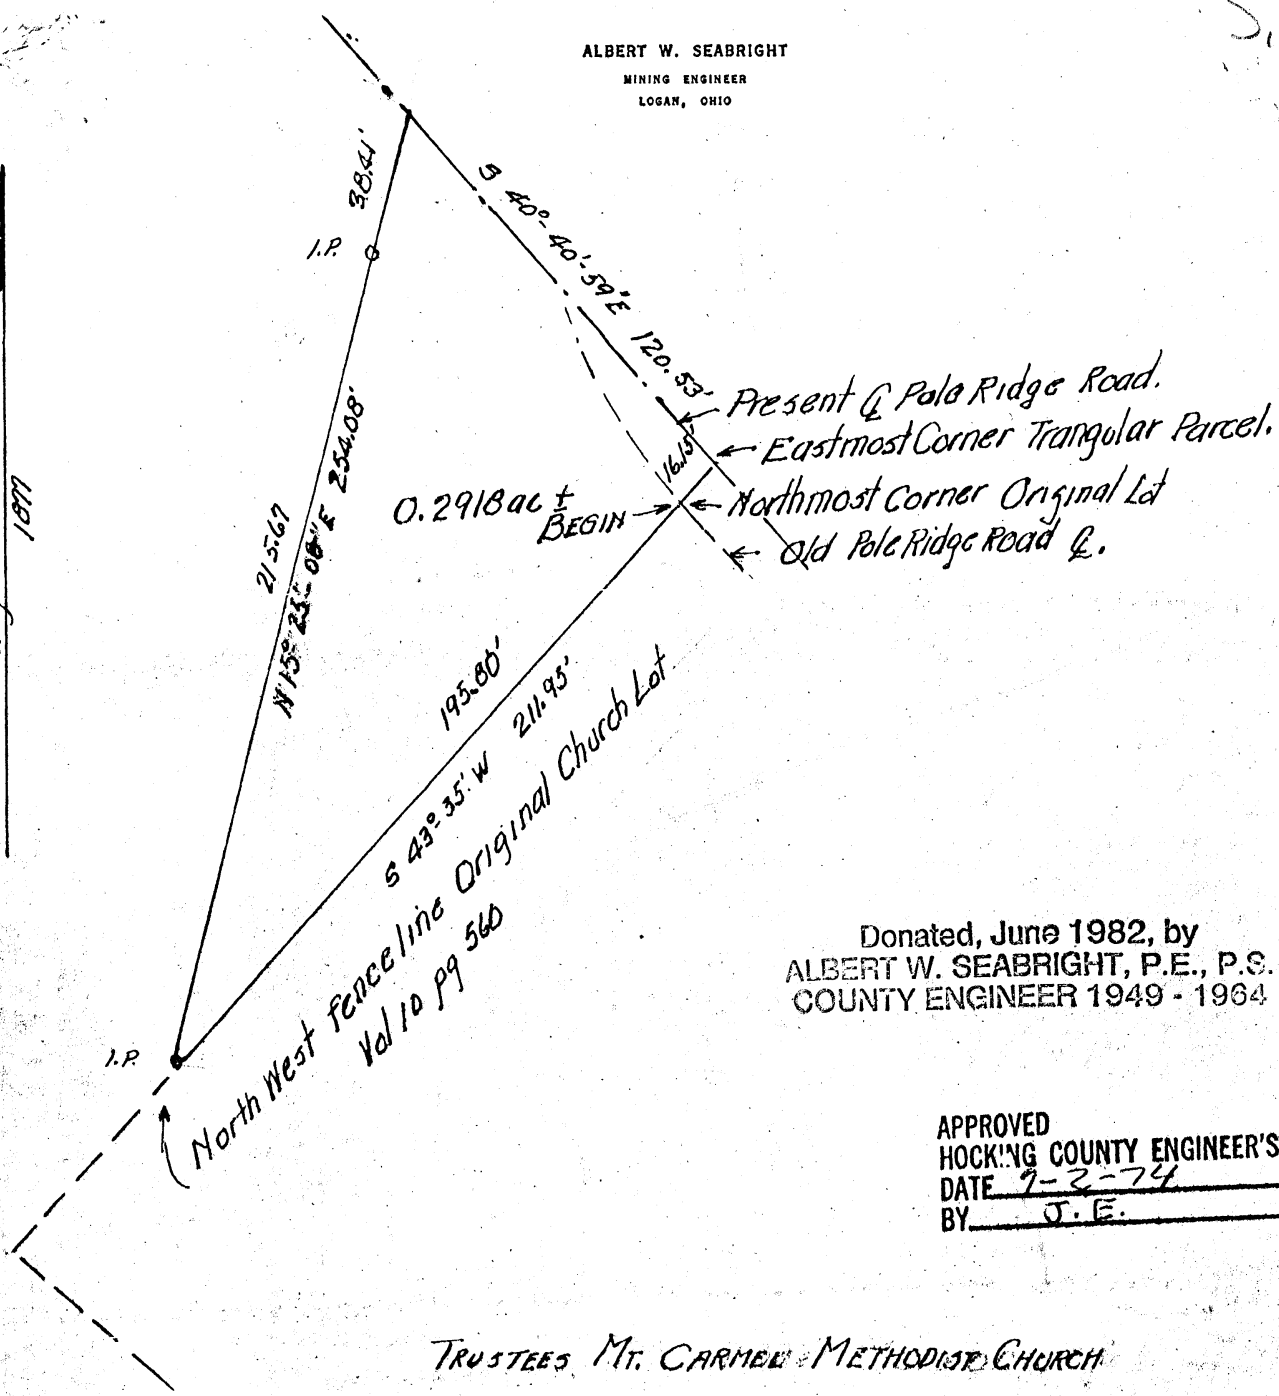 ALBERT W. SEABRIGHT
MINING ENGINEER
LOGAN, OHIO
38.41'
I.P.
S 40°-40'-59"E 120.53'
Present ℄ Pole Ridge Road.
Eastmost Corner Trangular Parcel.
16.15'
0.2918 ac ±
BEGIN
Northmost Corner Original Lot
Old Pole Ridge Road ℄.
215.67
N 15°-25'-08"E 254.08'
195.80'
S 43°-35'-W 211.95'
North West fence line Original Church Lot
Vol 10 Pg 560
I.P.
Donated, June 1982, by
ALBERT W. SEABRIGHT, P.E., P.S.
COUNTY ENGINEER 1949 - 1964
APPROVED
HOCKING COUNTY ENGINEER'S
DATE 7-2-74
BY J.E.
TRUSTEES MT. CARMEL METHODIST CHURCH